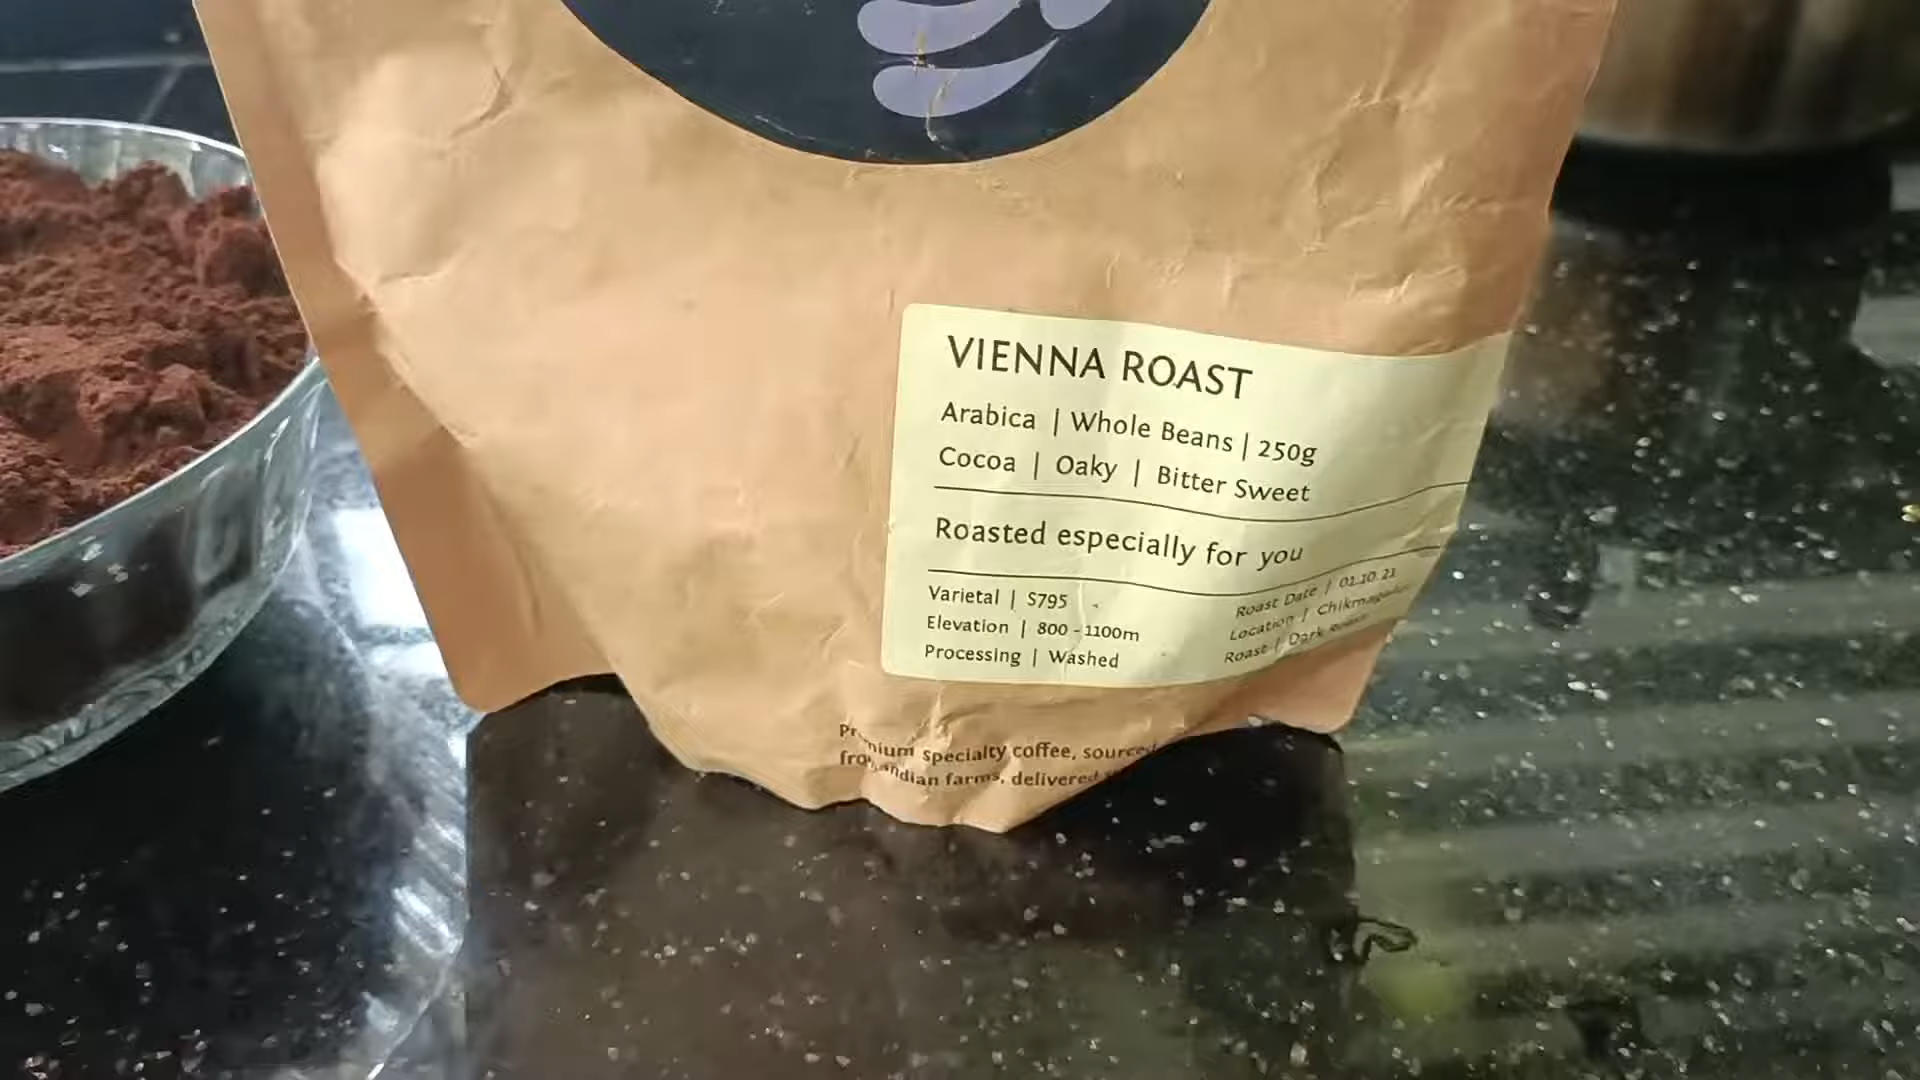 VIENNA ROAST
Arabica | Whole Beans | 250g
Cocoa | Oaky | Bitter Sweet
Roasted especially for you
Varietal | S795
Elevation | 800 - 1100m
Processing | Washed
Roast Date | 01.10.21
Location | Chikmagalur
Roast | Dark Roast
Premium Specialty coffee, sourced
from Indian farms, delivered